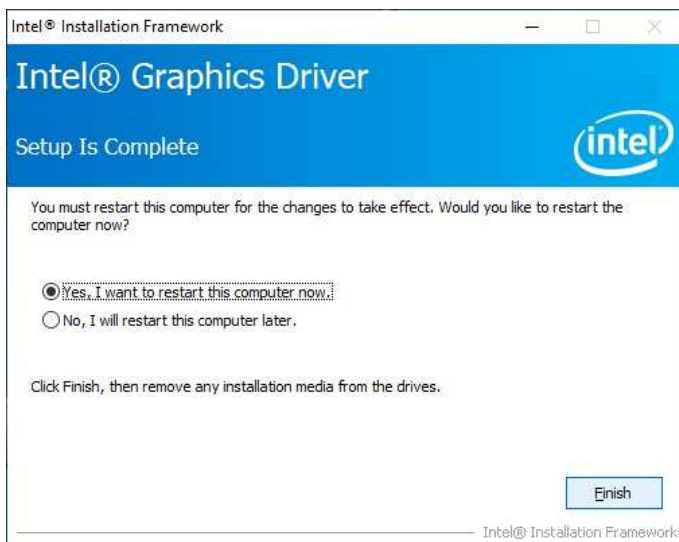 Intel® Installation Framework
Intel® Graphics Driver
Setup Is Complete
intel
You must restart this computer for the changes to take effect. Would you like to restart the
computer now?
Yes, I want to restart this computer now.
No, I will restart this computer later.
Click Finish, then remove any installation media from the drives.
Finish
Intel® Installation Framework